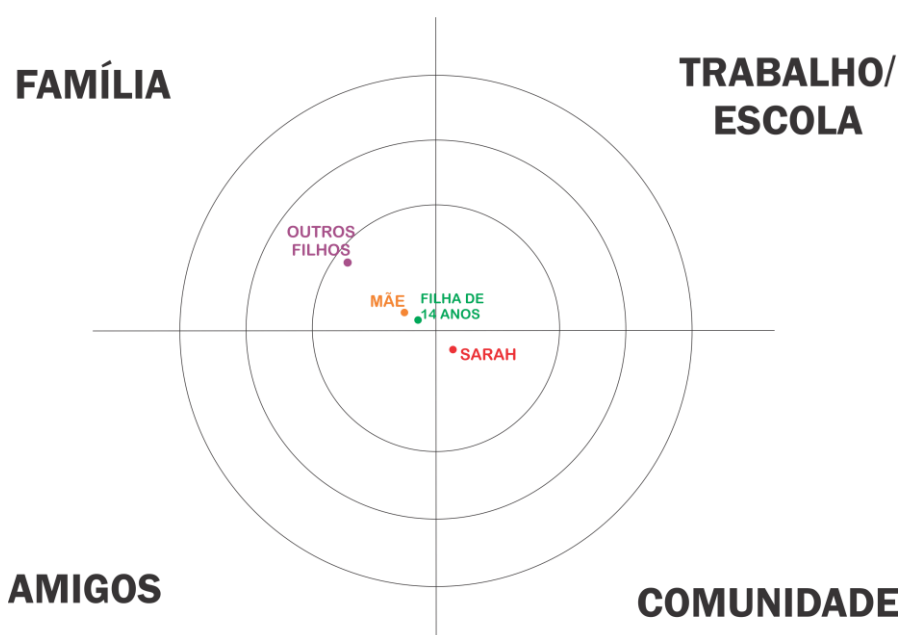 FAMÍLIA
TRABALHO/
ESCOLA
OUTROS
FILHOS
MÃE
FILHA DE
14 ANOS
SARAH
AMIGOS
COMUNIDADE